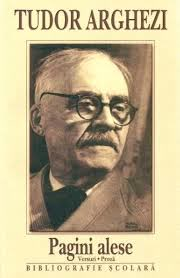 TUDOR ARGHEZI
Pagini alese
Versuri • Proză
BIBLIOGRAFIE ȘCOLARĂ